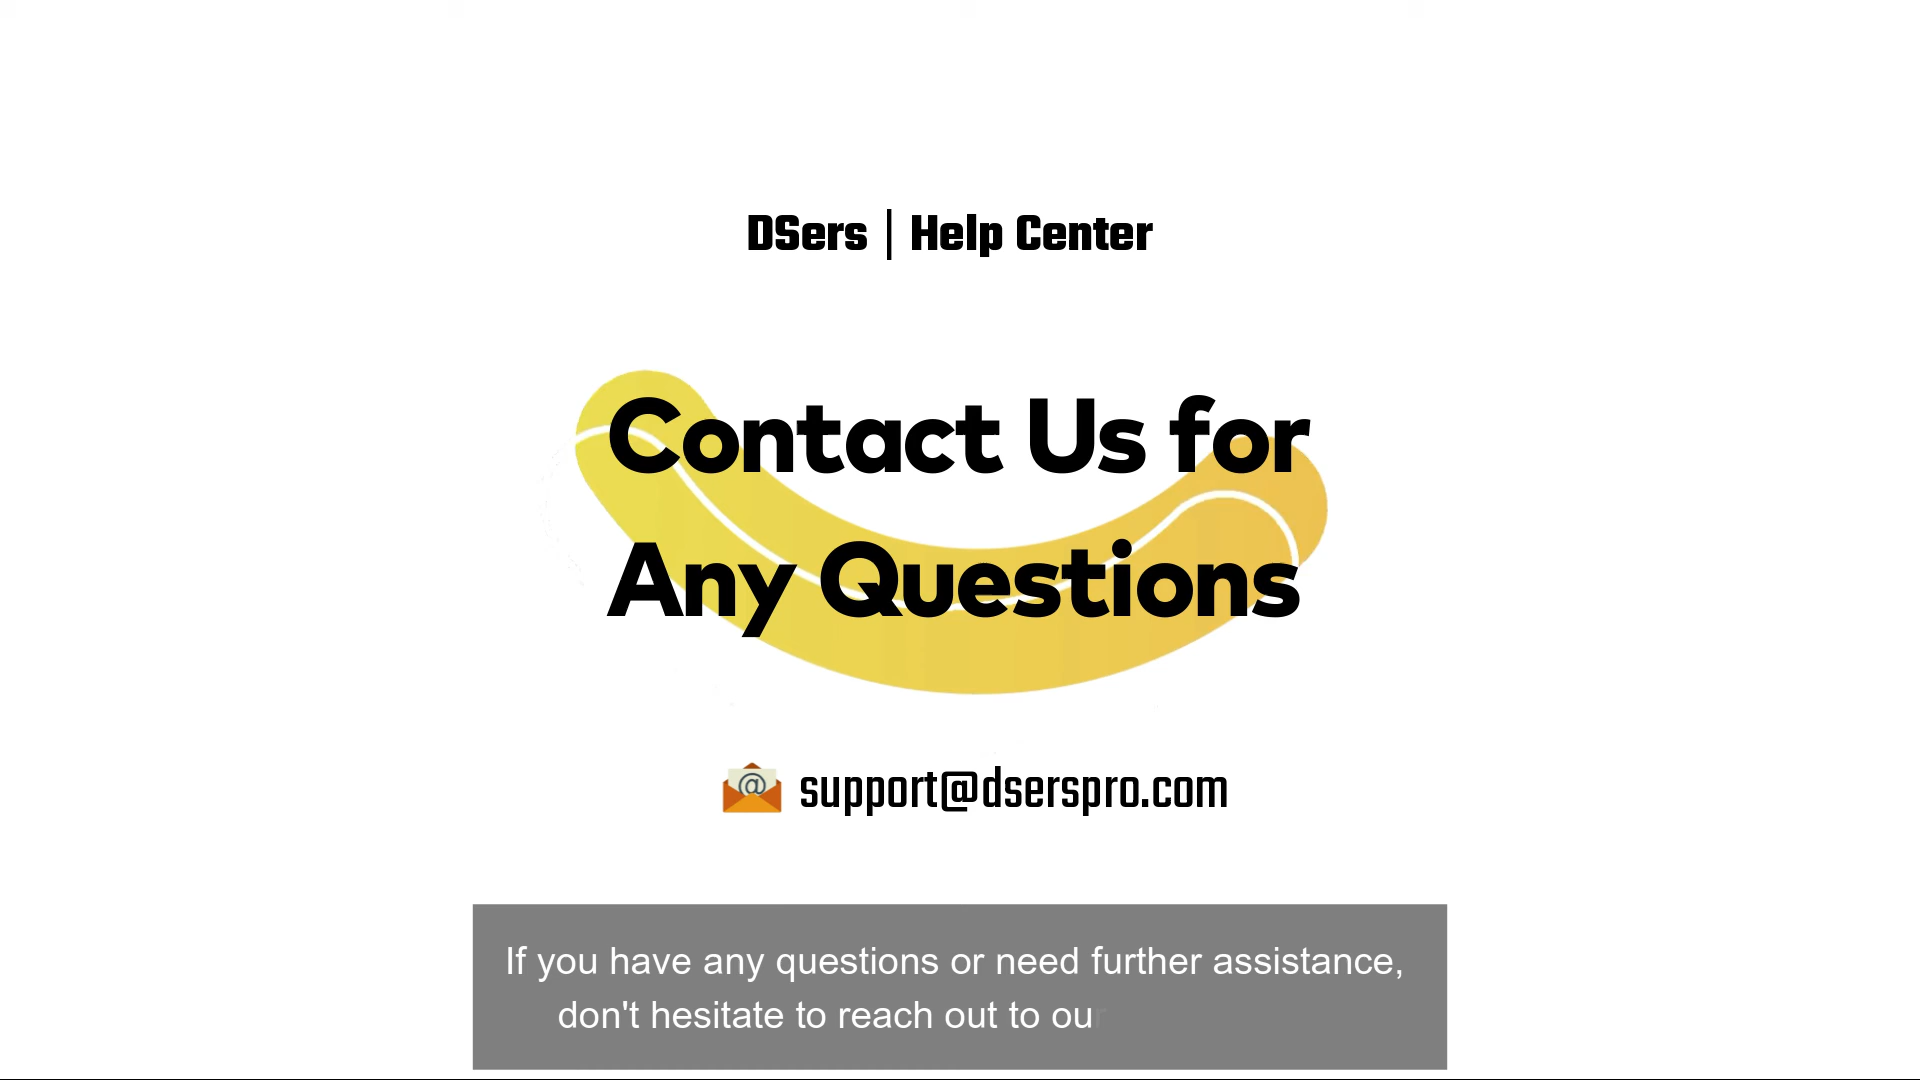 DSers | Help Center
Contact Us for
Any Questions
support@dserspro.com
If you have any questions or need further assistance,
don't hesitate to reach out to our